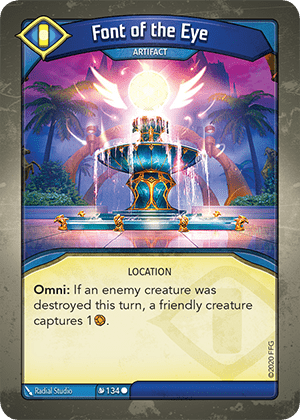 Font of the Eye
ARTIFACT
LOCATION
Omni: If an enemy creature was
destroyed this turn, a friendly creature
captures 1.
©2020 FFG
Radial Studio
134